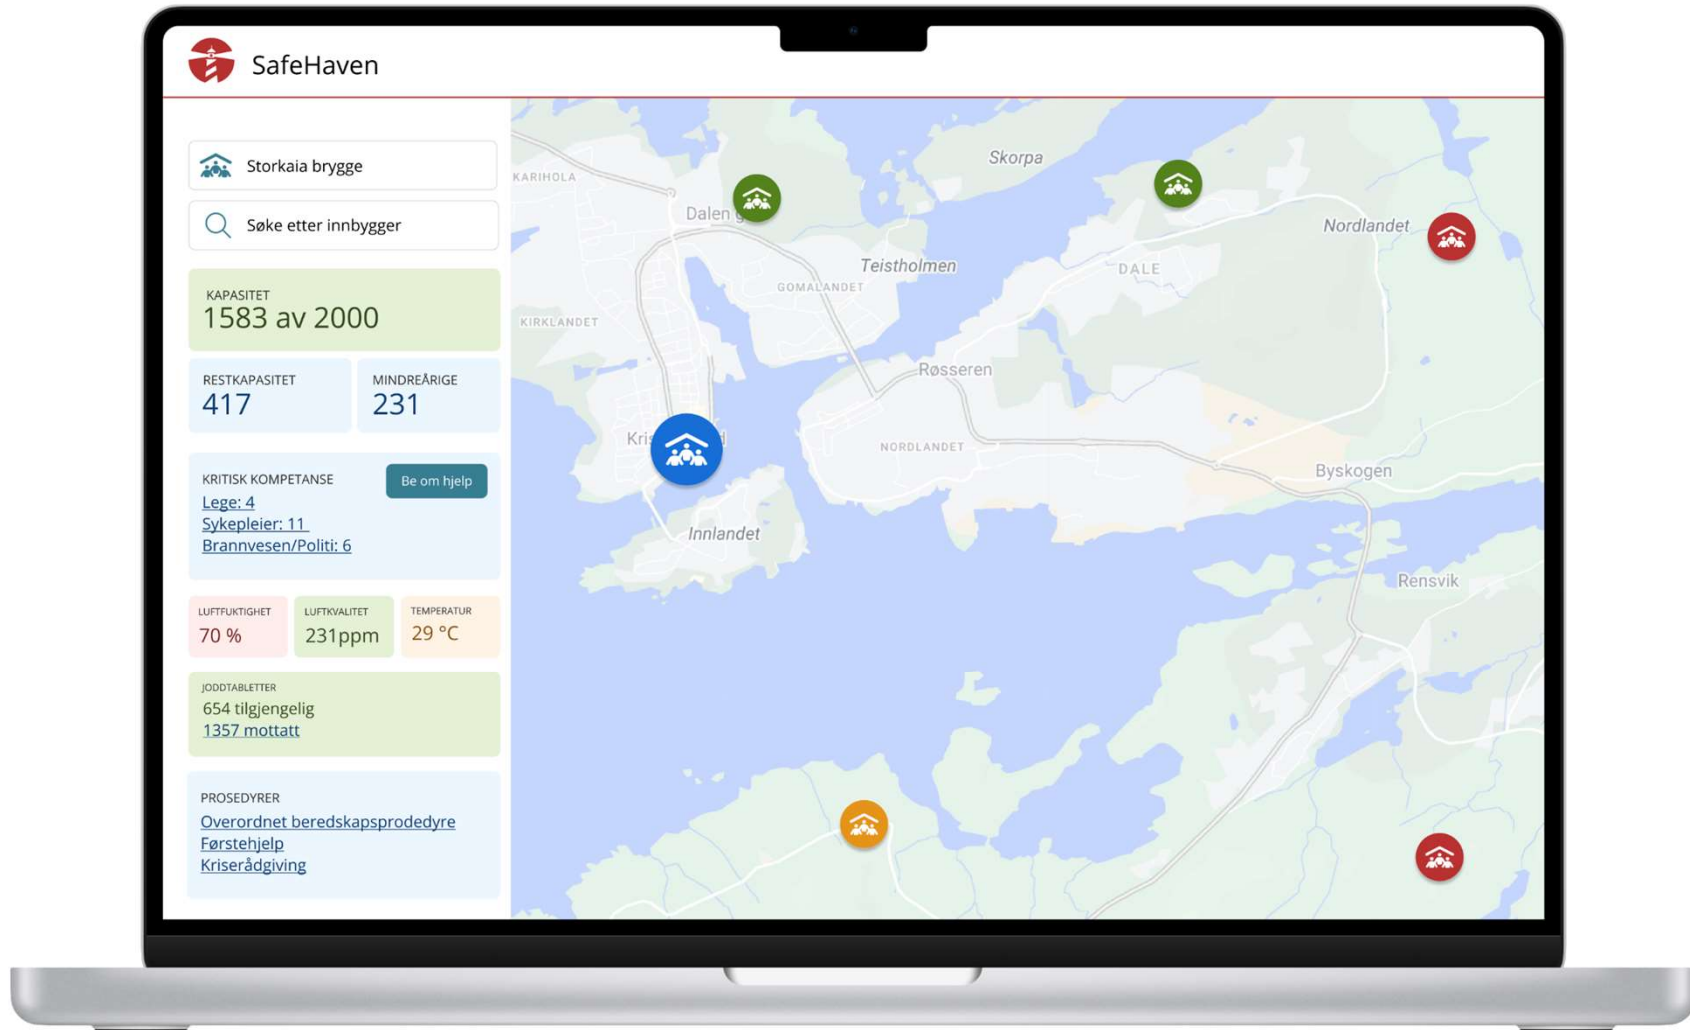 SafeHaven
Storkaia brygge
Søke etter innbygger
KAPASITET
1583 av 2000
RESTKAPASITET
417
MINDREÅRIGE
231
KRITISK KOMPETANSE
Be om hjelp
Lege: 4
Sykepleier: 11
Brannvesen/Politi: 6
LUFTFUKTIGHET
70 %
LUFTKVALITET
231ppm
TEMPERATUR
29 °C
JODDTABLETTER
654 tilgjengelig
1357 mottatt
PROSEDYRER
Overordnet beredskapsprodedyre
Førstehjelp
Kriserådgiving
KARIHOLA
Skorpa
Dalen
Nordlandet
Teistholmen
DALE
GOMALANDET
KIRKLANDET
Røsseren
NORDLANDET
Byskogen
Innlandet
Rensvik